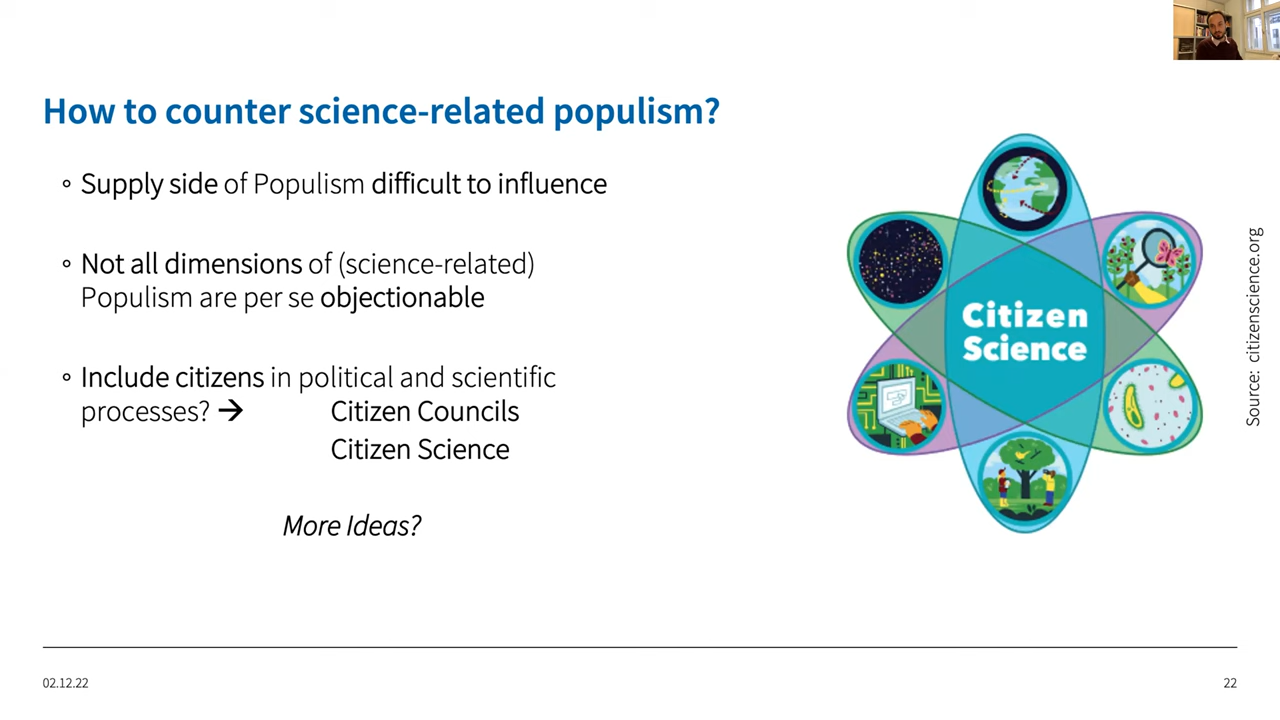 How to counter science-related populism?
◦ Supply side of Populism difficult to influence
◦ Not all dimensions of (science-related)
Populism are per se objectionable
◦ Include citizens in political and scientific
processes? → Citizen Councils
Citizen Science
More Ideas?
Citizen
Science
Source: citizenscience.org
02.12.22
22